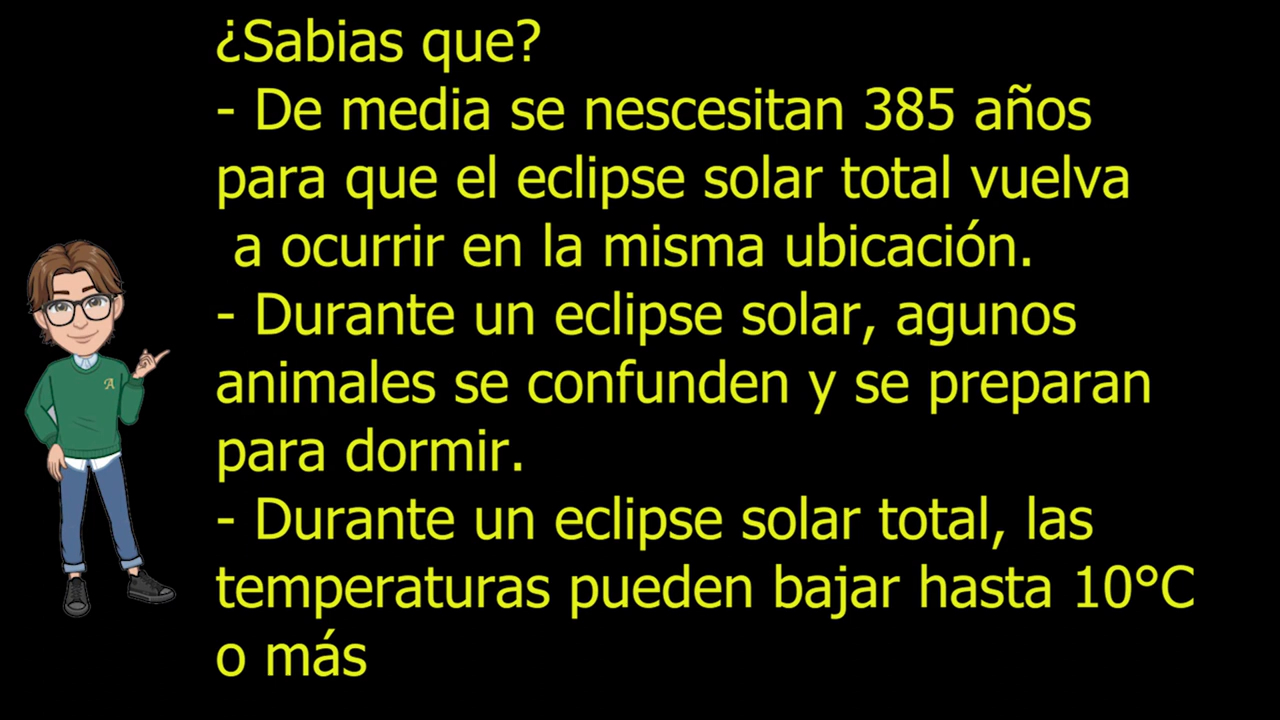 ¿Sabias que?
- De media se nescesitan 385 años
para que el eclipse solar total vuelva
a ocurrir en la misma ubicación.
- Durante un eclipse solar, agunos
animales se confunden y se preparan
para dormir.
- Durante un eclipse solar total, las
temperaturas pueden bajar hasta 10°C
o más
A